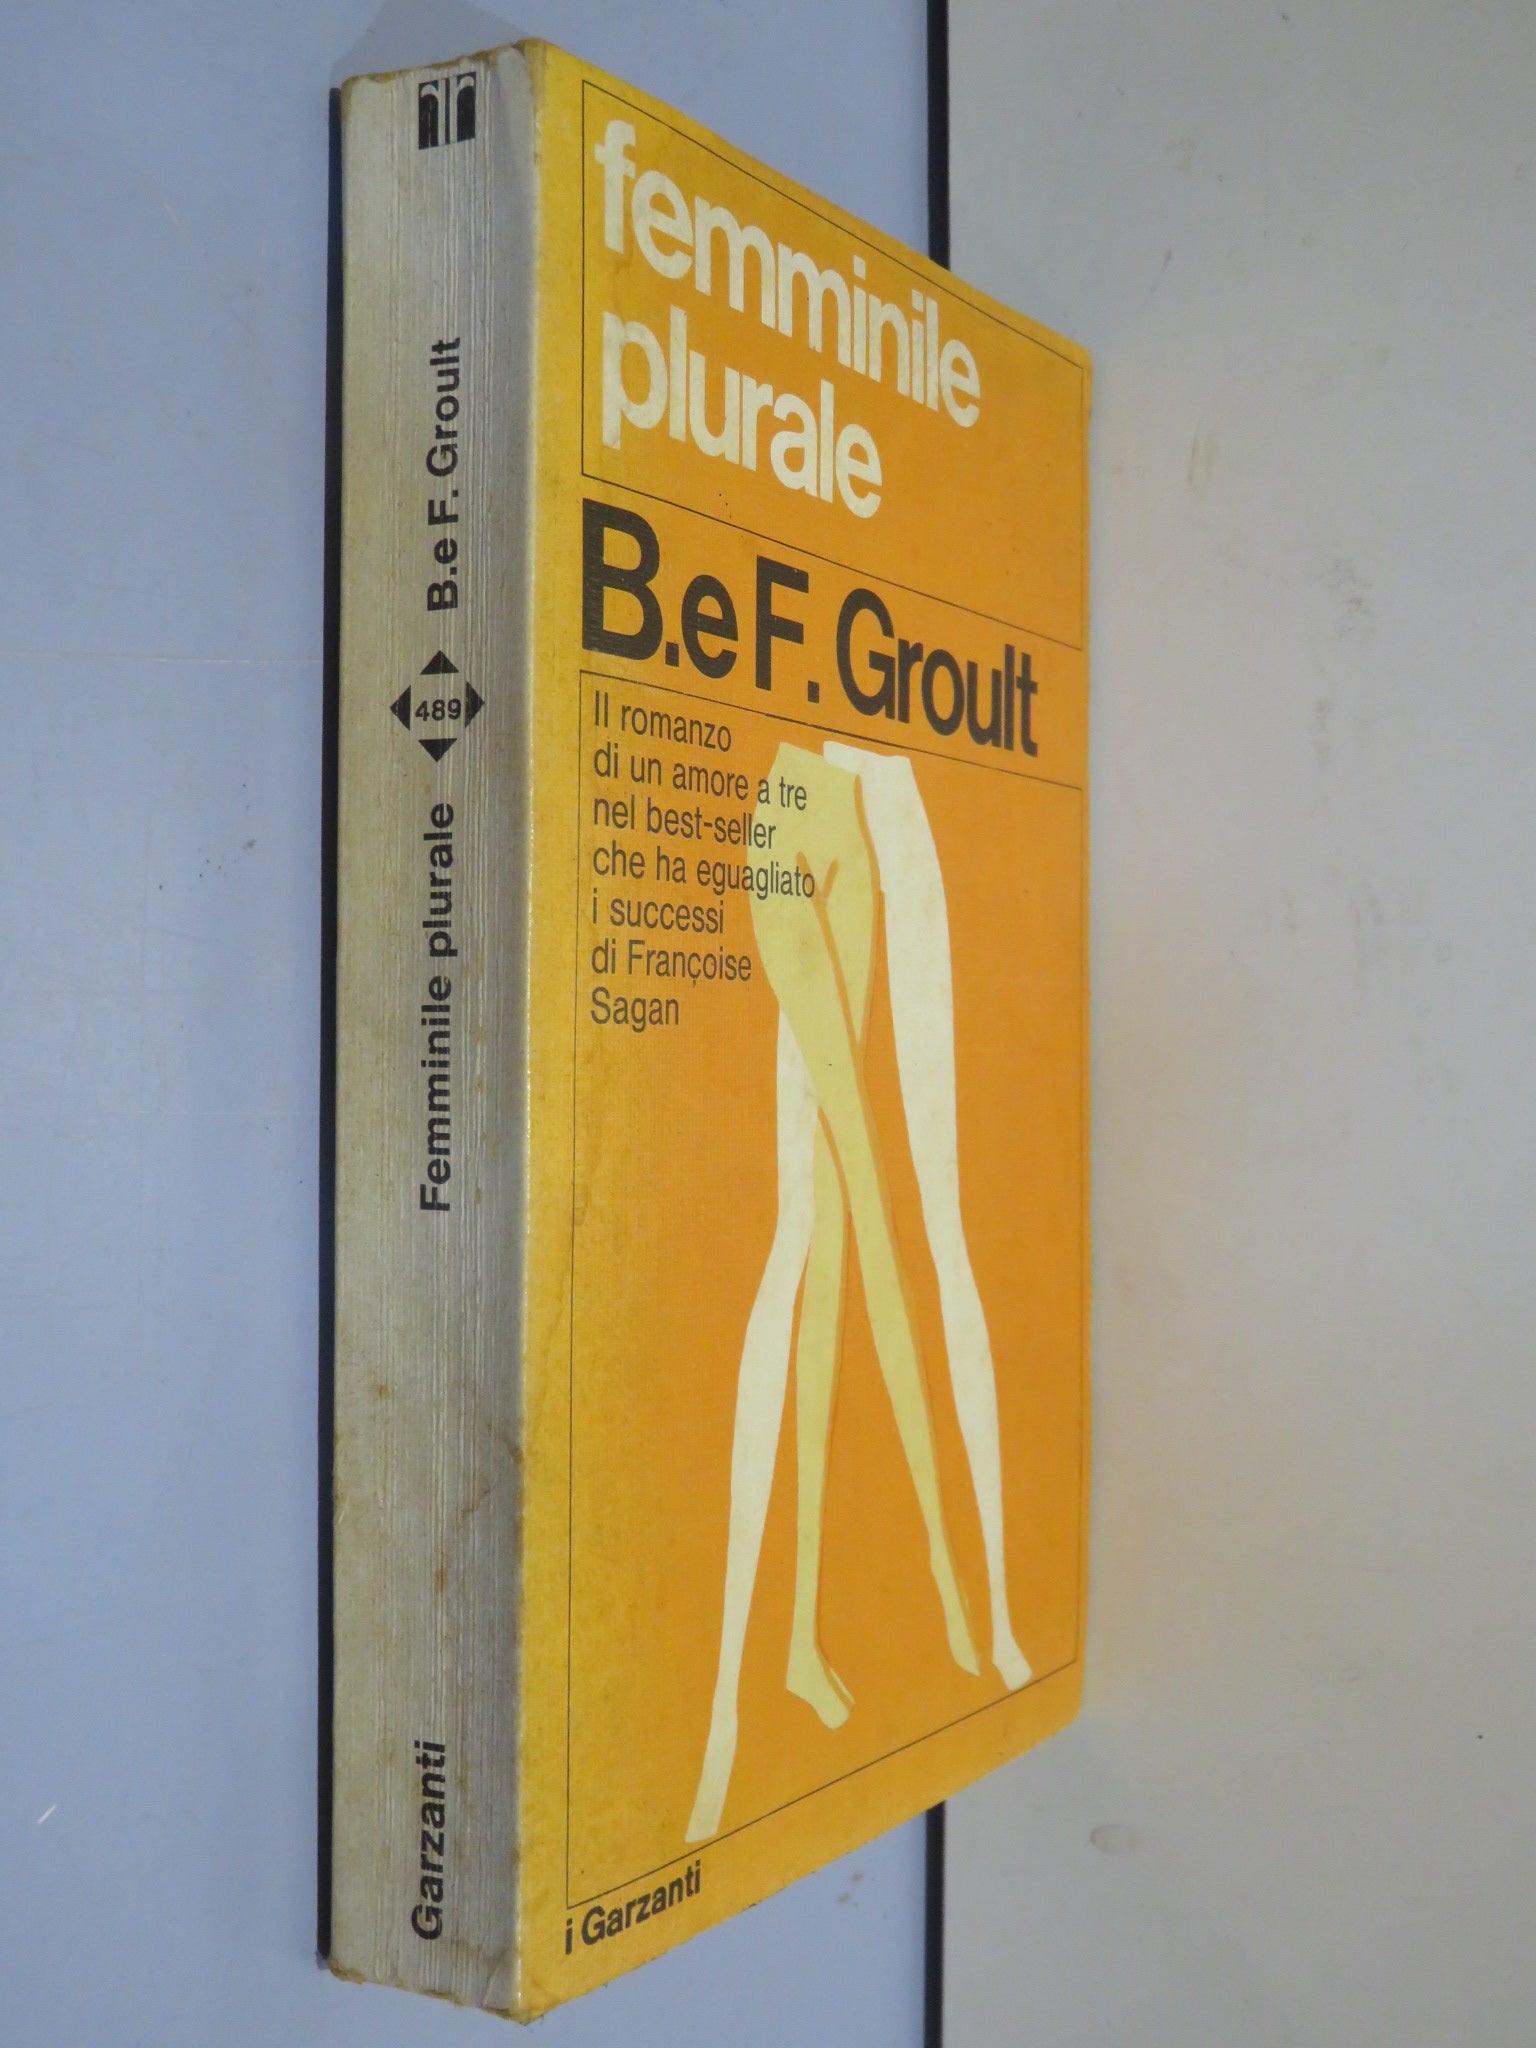 femminile
plurale
B. e F. Groult
Il romanzo
di un amore a tre
nel best-seller
che ha eguagliato
i successi
di Françoise
Sagan
i Garzanti
Garzanti
Femminile plurale
489
B. e F. Groult